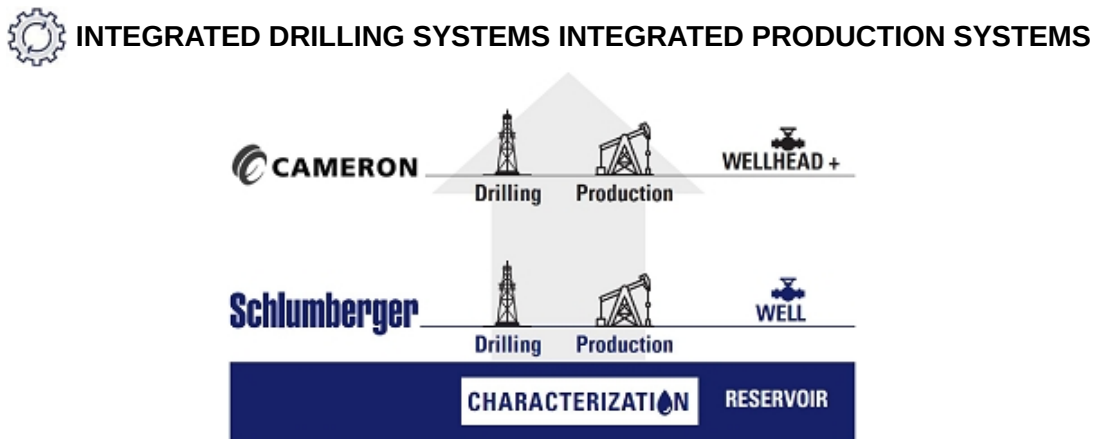 INTEGRATED DRILLING SYSTEMS INTEGRATED PRODUCTION SYSTEMS
CAMERON
WELLHEAD +
Drilling Production
Schlumberger
WELL
Drilling Production
CHARACTERIZATION RESERVOIR